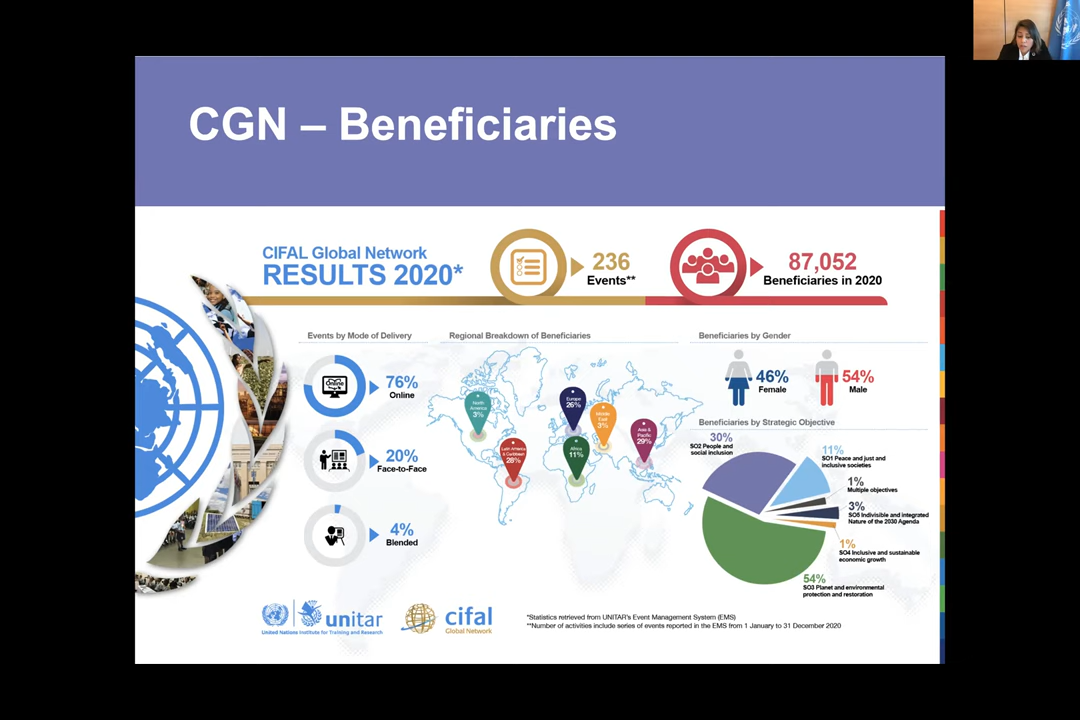 CGN – Beneficiaries
CIFAL Global Network
RESULTS 2020*
236
Events**
87,052
Beneficiaries in 2020
Events by Mode of Delivery
Online
76%
Online
20%
Face-to-Face
4%
Blended
Regional Breakdown of Beneficiaries
North
America
3%
Latin America
& Caribbean
28%
Europe
26%
Africa
11%
Middle
East
3%
Asia &
Pacific
29%
Beneficiaries by Gender
46%
Female
54%
Male
Beneficiaries by Strategic Objective
30%
SO2 People and
social inclusion
11%
SO1 Peace and just and
inclusive societies
1%
Multiple objectives
3%
SO5 Indivisible and integrated
Nature of the 2030 Agenda
1%
SO4 Inclusive and sustainable
economic growth
54%
SO3 Planet and environmental
protection and restoration
unitar
United Nations Institute for Training and Research
cifal
Global Network
*Statistics retrieved from UNITAR's Event Management System (EMS)
**Number of activities include series of events reported in the EMS from 1 January to 31 December 2020